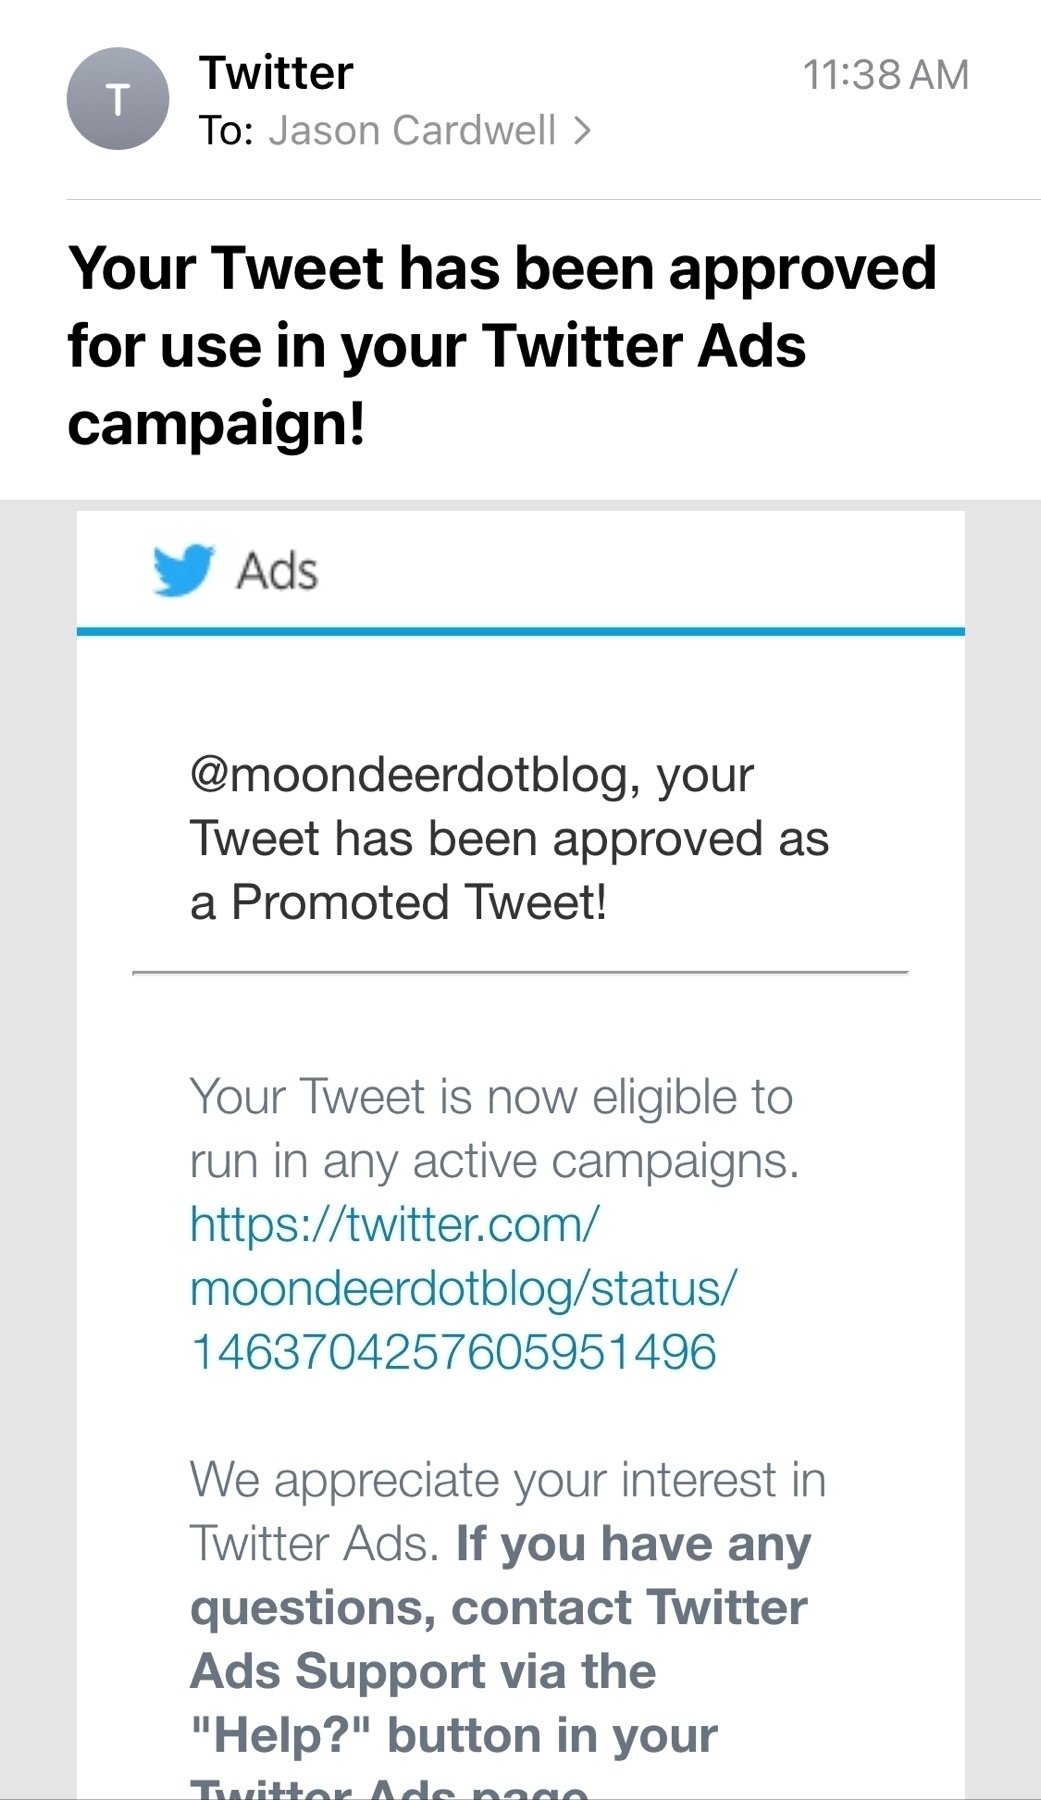 T
Twitter
11:38 AM
To: Jason Cardwell >
Your Tweet has been approved
for use in your Twitter Ads
campaign!
Ads
@moondeerdotblog, your
Tweet has been approved as
a Promoted Tweet!
Your Tweet is now eligible to
run in any active campaigns.
https://twitter.com/
moondeerdotblog/status/
1463704257605951496
We appreciate your interest in
Twitter Ads. If you have any
questions, contact Twitter
Ads Support via the
"Help?" button in your
Twitter Ads page